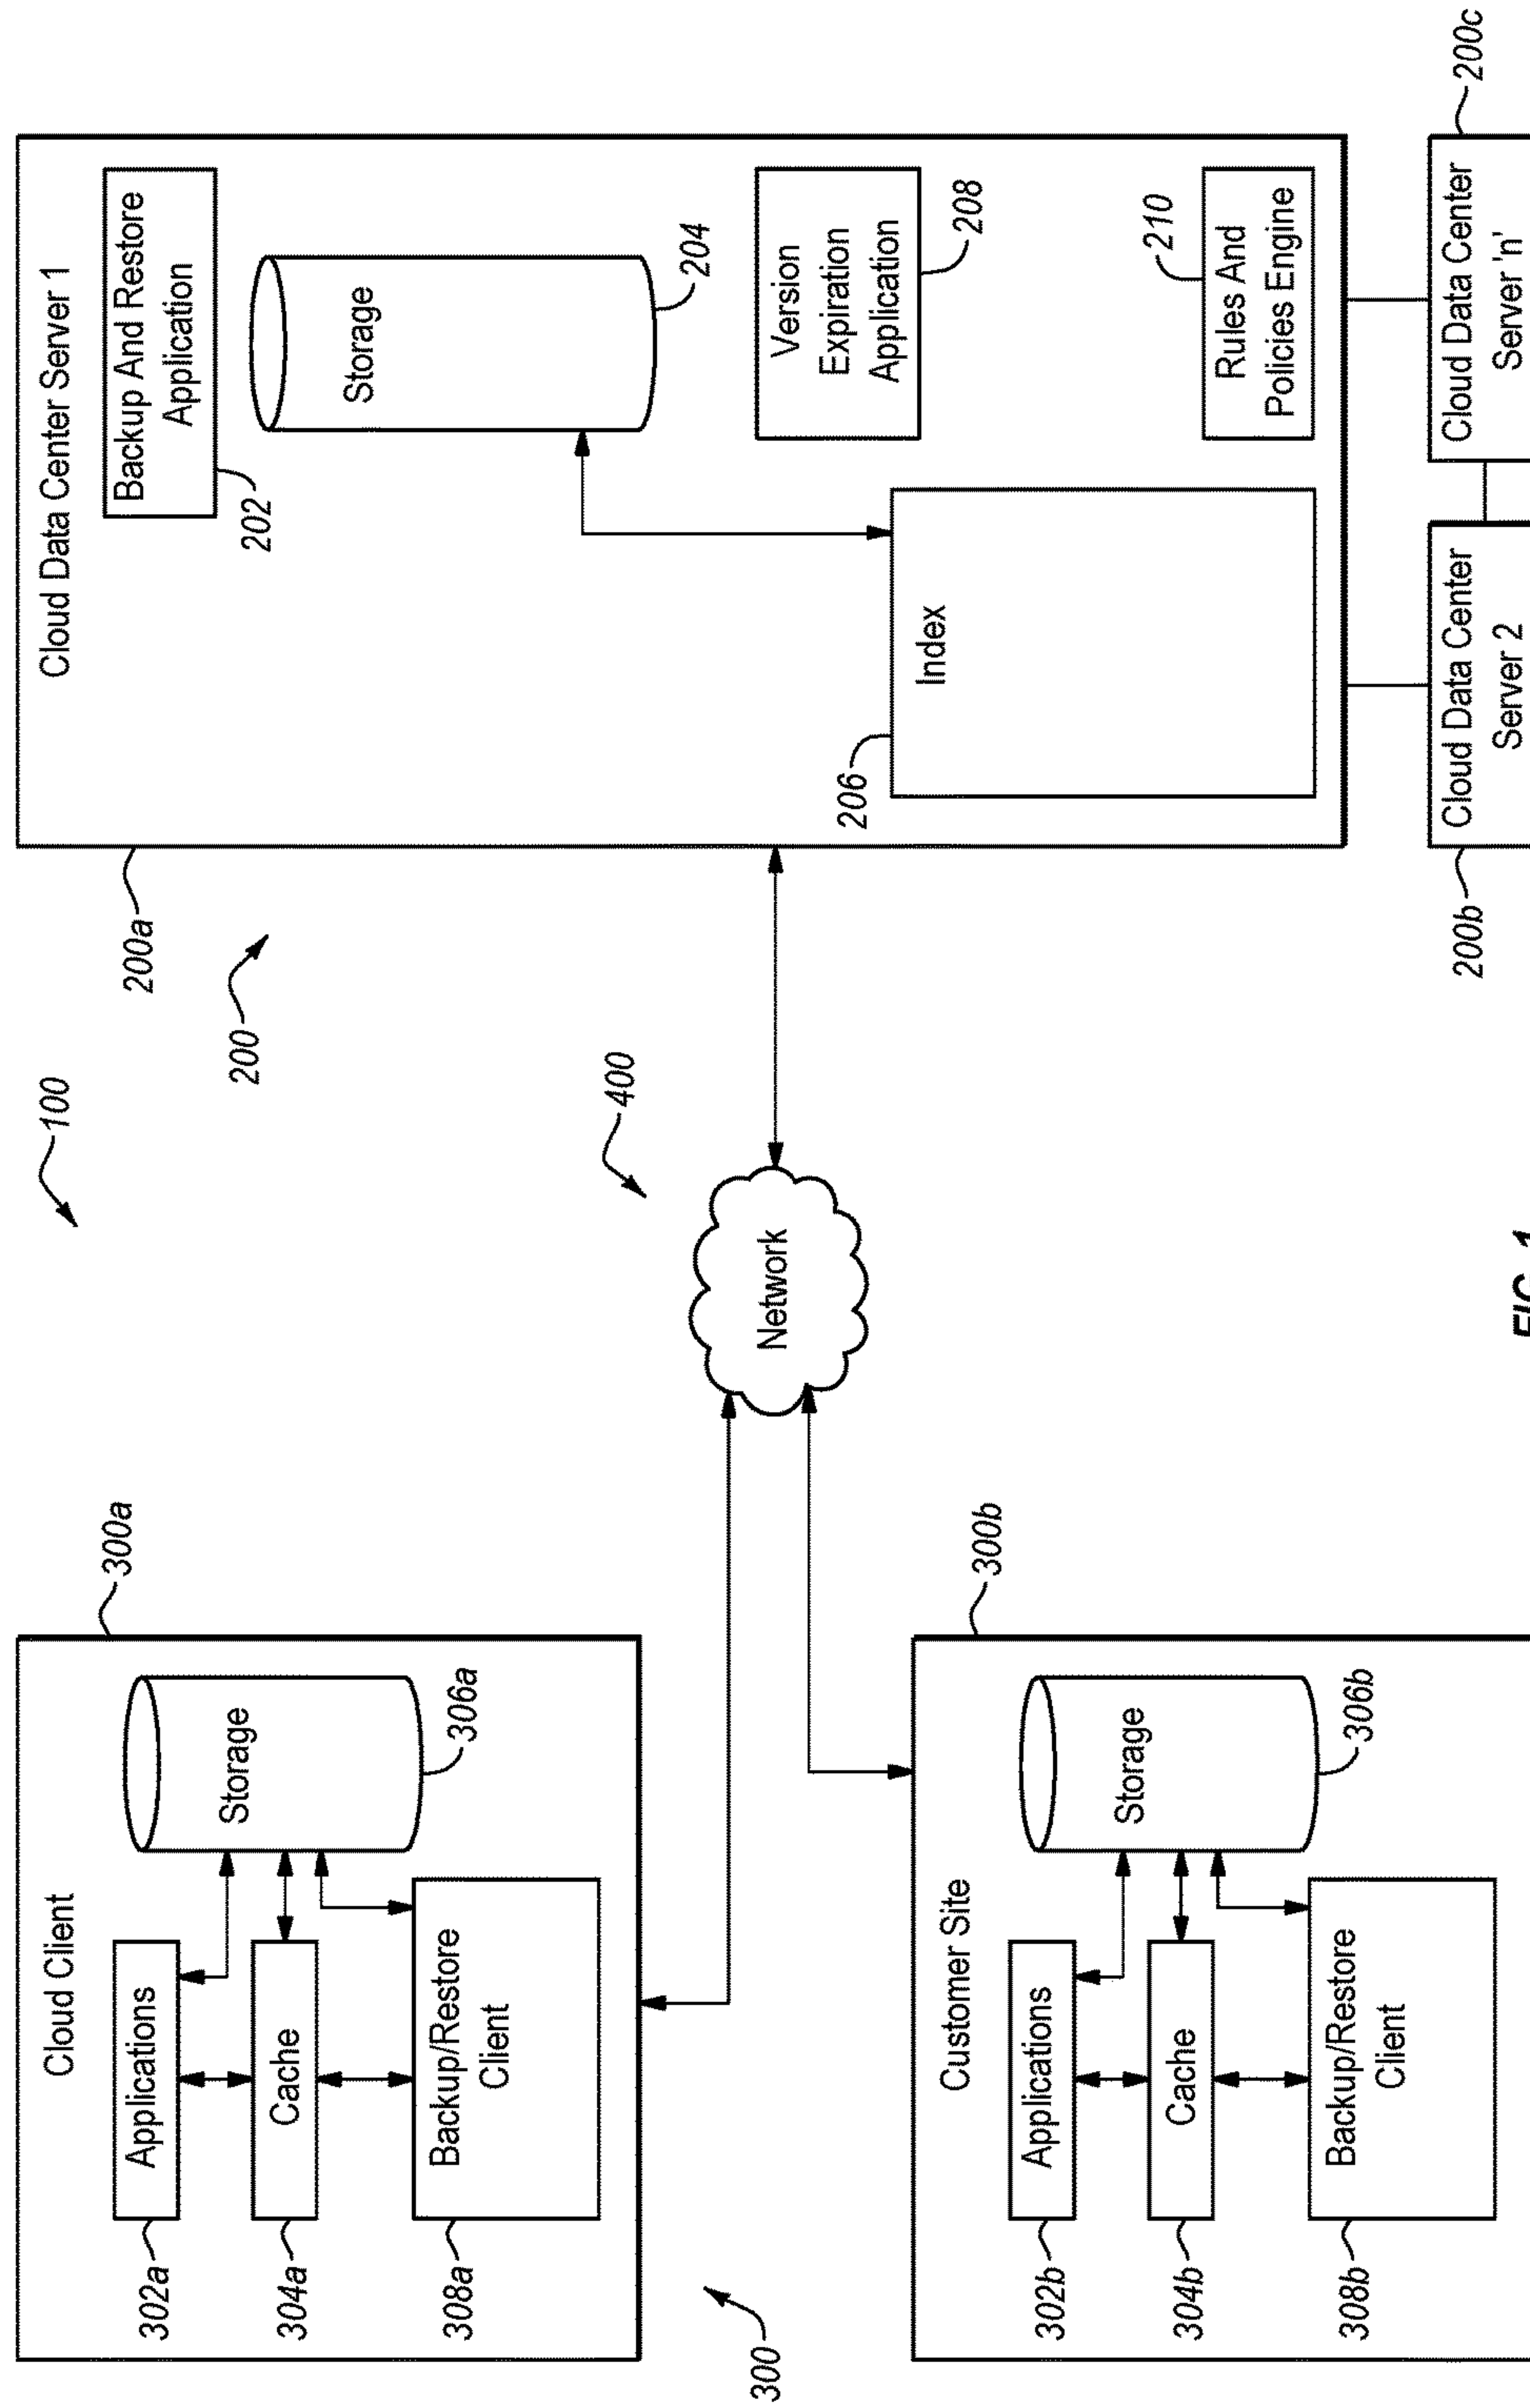 100
Cloud Client
300a
Applications
302a
Cache
304a
Storage
306a
Backup/Restore
Client
308a
300
Customer Site
300b
Applications
302b
Cache
304b
Storage
306b
Backup/Restore
Client
308b
Network
400
200
200a
Cloud Data Center Server 1
Backup And Restore
Application
202
Storage
204
Index
206
Version
Expiration
Application
208
210
Rules And
Policies Engine
Cloud Data Center
Server 2
200b
Cloud Data Center
Server 'n'
200c
FIG. 1